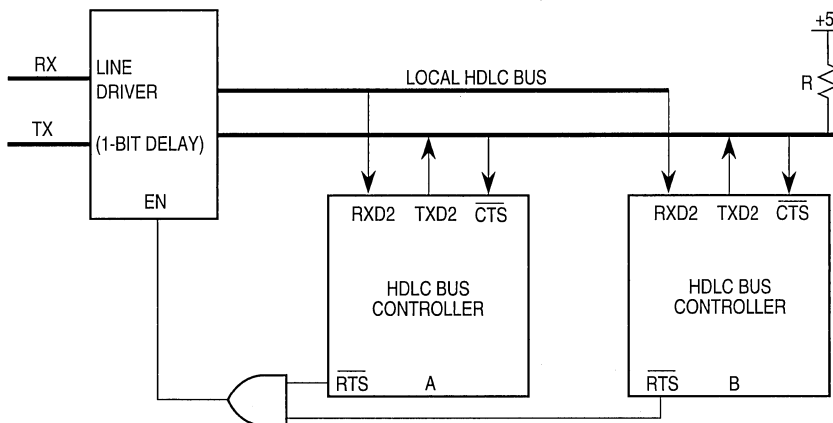 +5
RX
LINE
DRIVER
LOCAL HDLC BUS
R
TX
(1-BIT DELAY)
EN
RXD2 TXD2 CTS
RXD2 TXD2 CTS
HDLC BUS
CONTROLLER
HDLC BUS
CONTROLLER
RTS A
RTS B